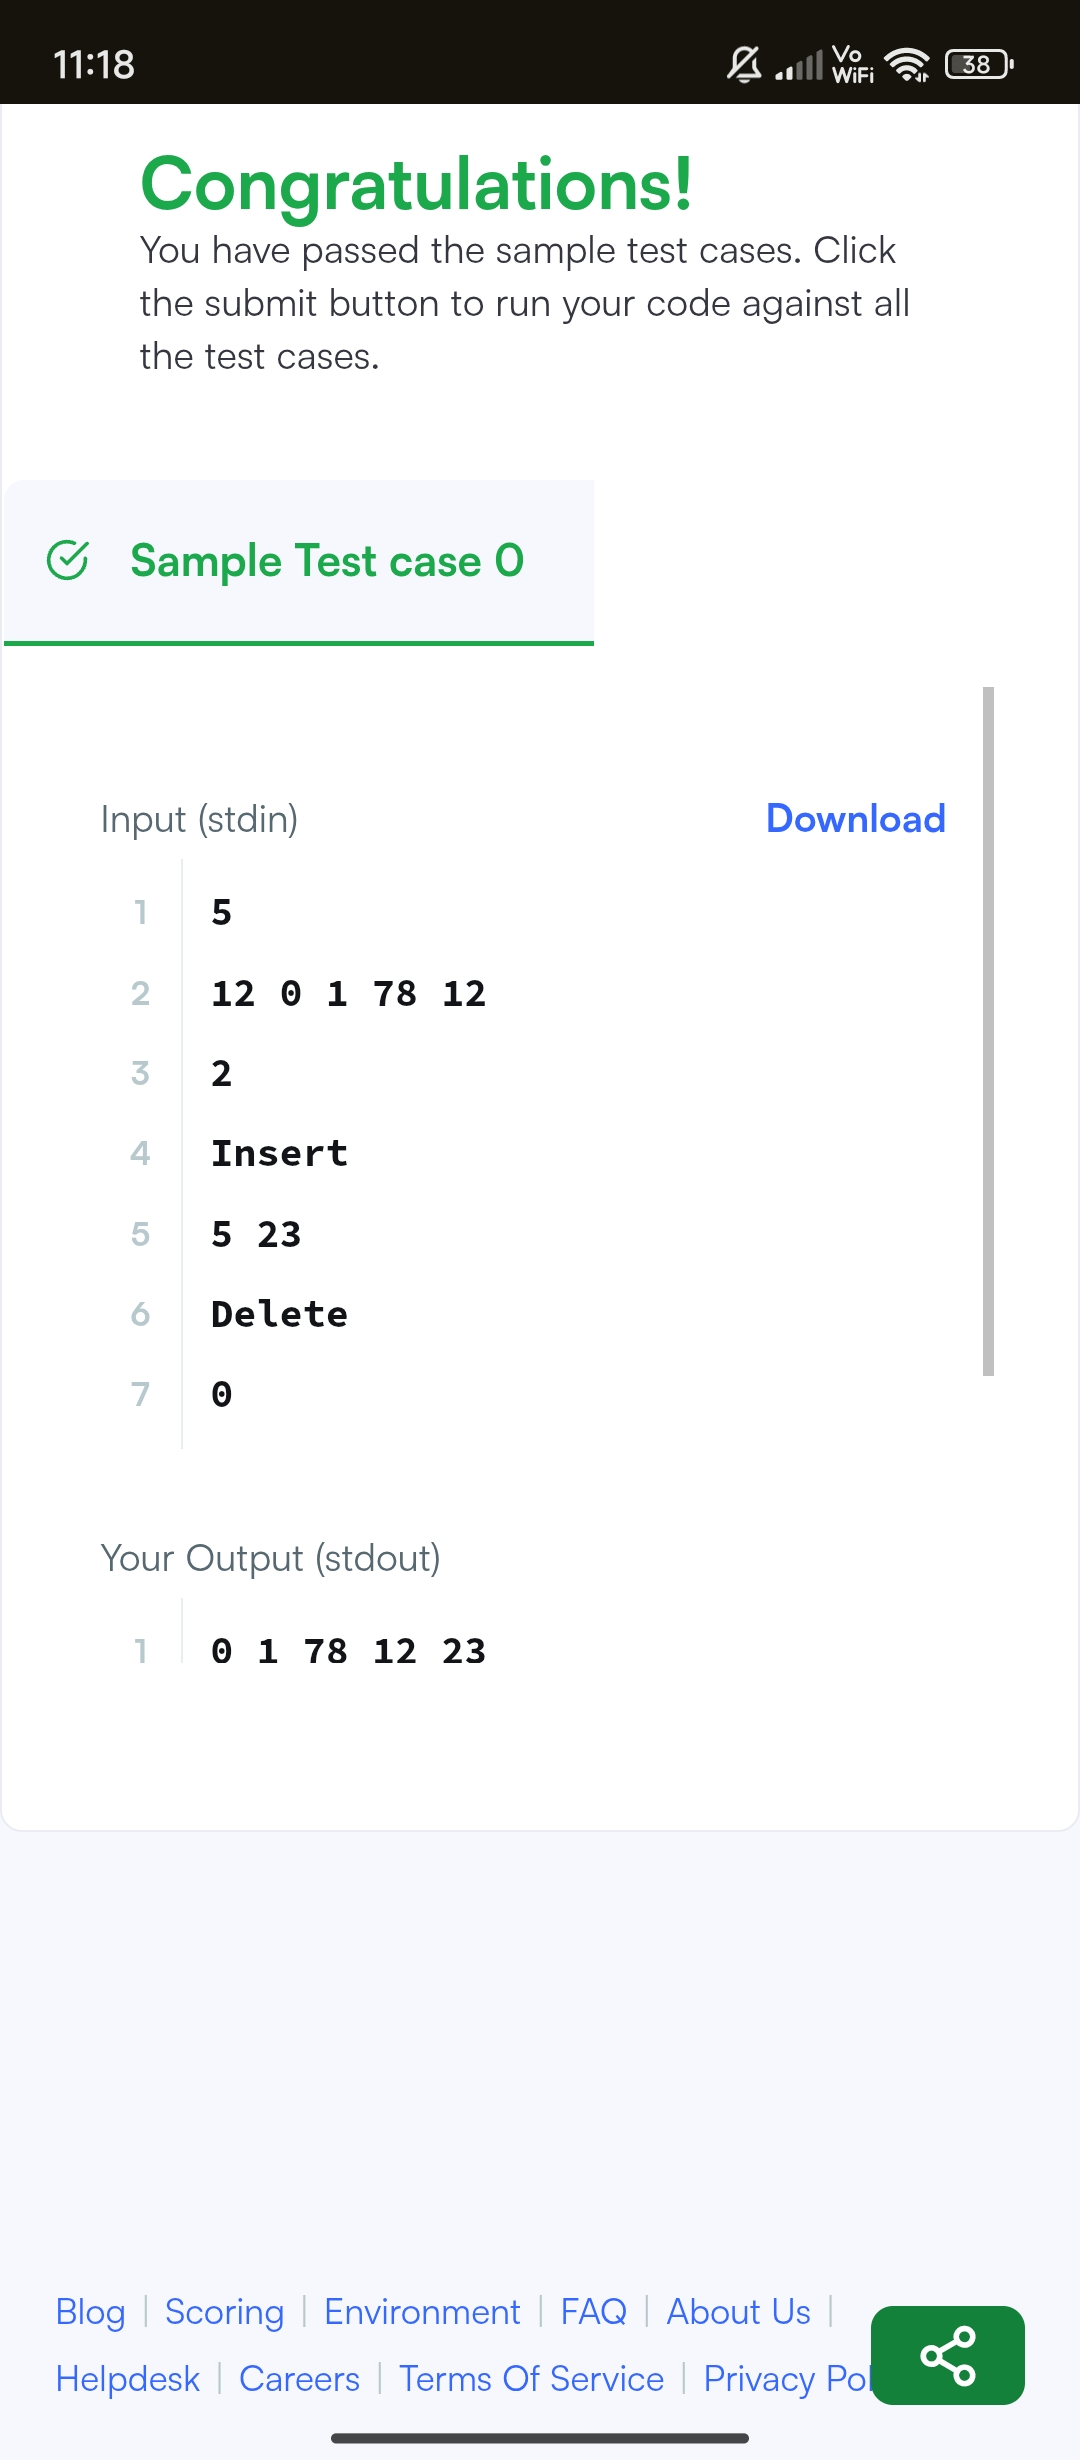 11:18 Vo WiFi 38
Congratulations!
You have passed the sample test cases. Click
the submit button to run your code against all
the test cases.
Sample Test case 0
Input (stdin) Download
1 5
2 12 0 1 78 12
3 2
4 Insert
5 5 23
6 Delete
7 0
Your Output (stdout)
1 0 1 78 12 23
Blog | Scoring | Environment | FAQ | About Us |
Helpdesk | Careers | Terms Of Service | Privacy Pol